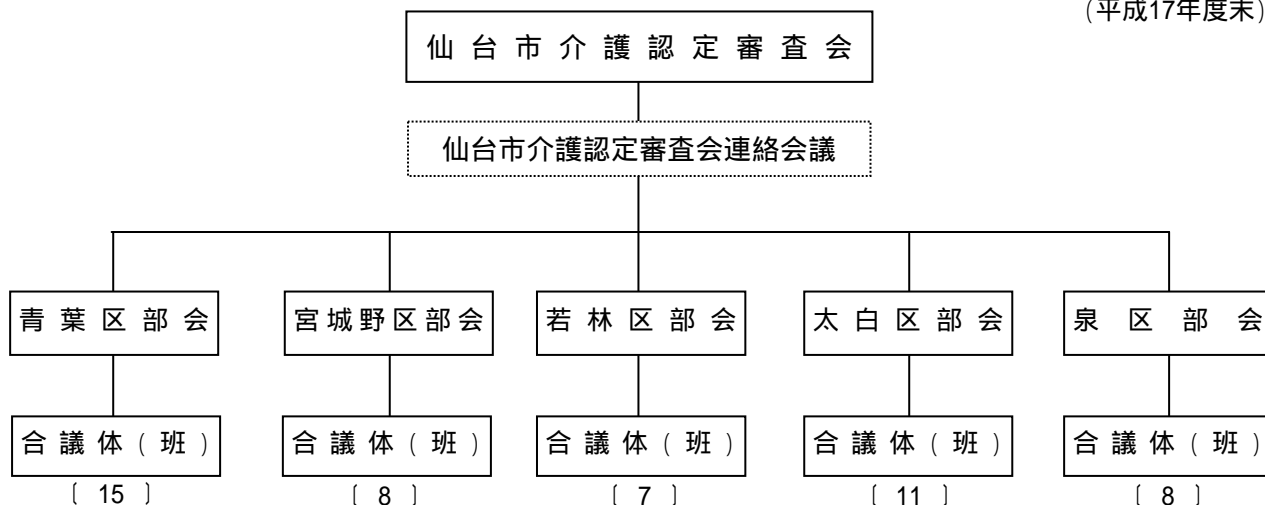 (平成17年度末)
仙台市介護認定審査会
仙台市介護認定審査会連絡会議
青葉区部会 宮城野区部会 若林区部会 太白区部会 泉区部会
合議体(班) 合議体(班) 合議体(班) 合議体(班) 合議体(班)
〔 15 〕 〔 8 〕 〔 7 〕 〔 11 〕 〔 8 〕